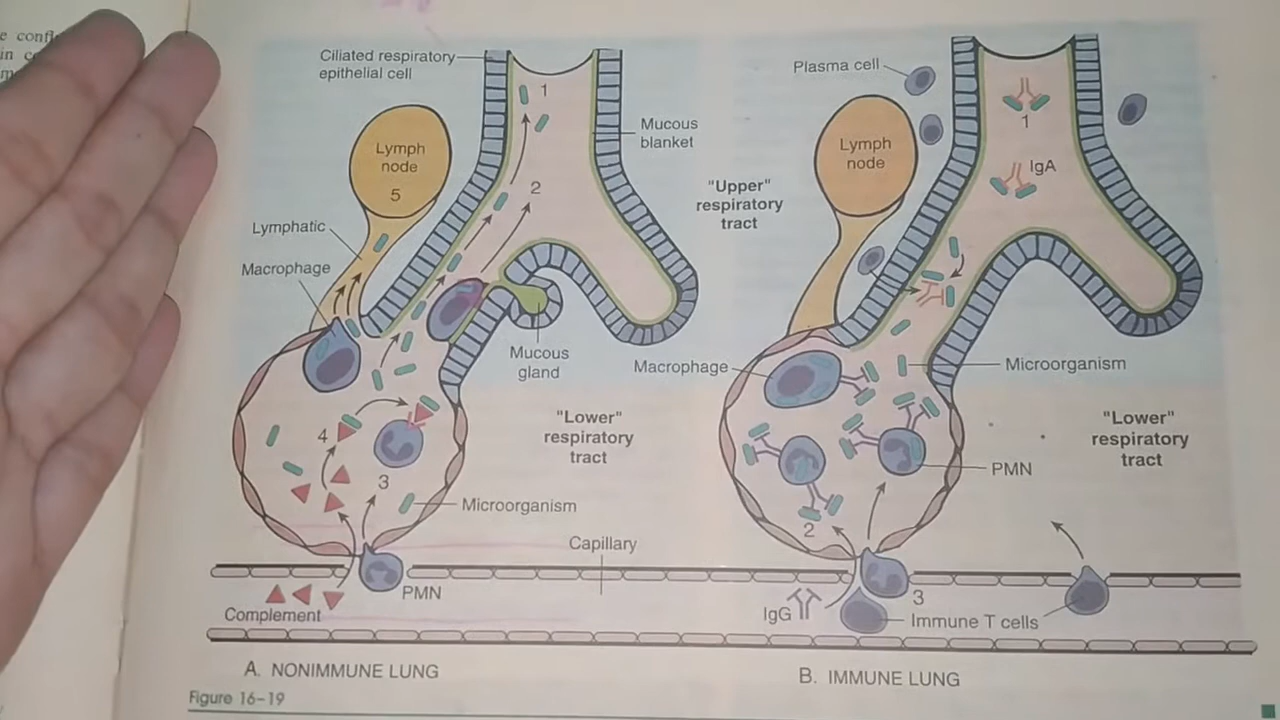 e confl
in c
Ciliated respiratory
epithelial cell
1
Mucous
blanket
Lymph
node
5
2
Lymphatic
Macrophage
"Upper"
respiratory
tract
Mucous
gland
"Lower"
respiratory
tract
4
3
Microorganism
Capillary
PMN
Complement
A. NONIMMUNE LUNG
Plasma cell
1
Lymph
node
IgA
Macrophage
Microorganism
"Lower"
respiratory
tract
PMN
2
IgG
3
Immune T cells
B. IMMUNE LUNG
Figure 16–19